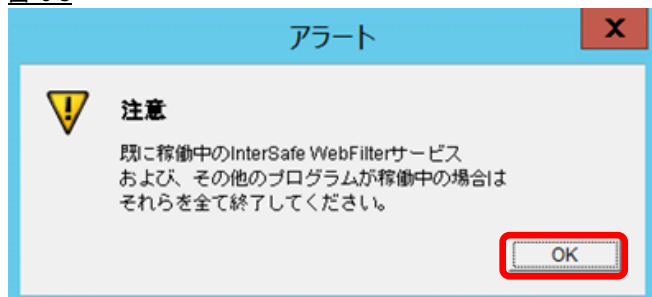 アラート
X
注意
既に稼働中のInterSafe WebFilterサービス
および、その他のプログラムが稼働中の場合は
それらを全て終了してください。
OK